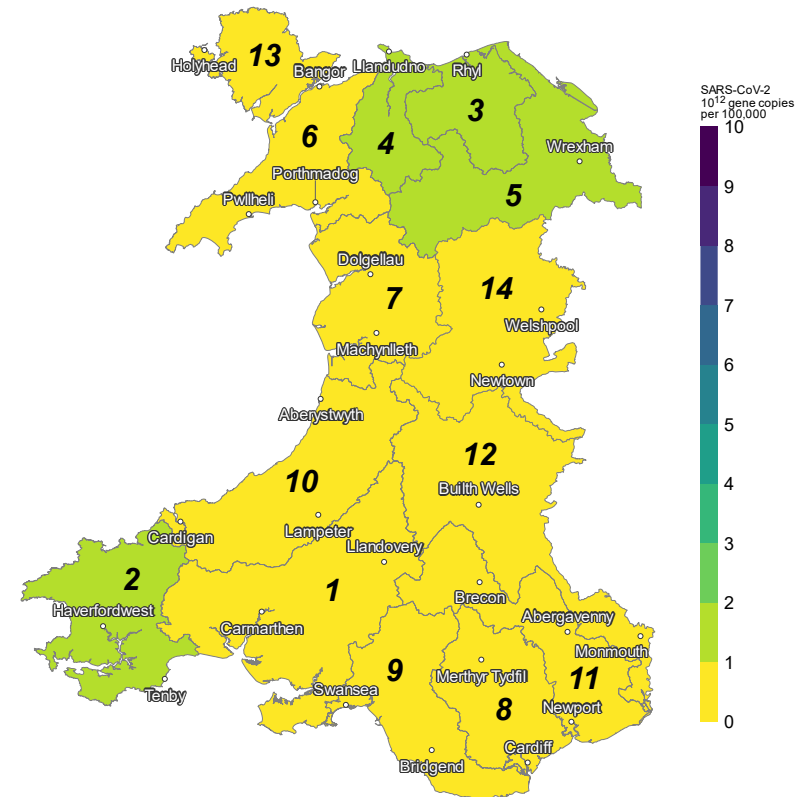 13
Holyhead
Bangor
Llandudno
Rhyl
SARS-CoV-2
10¹² gene copies
per 100,000
3
6
4
Wrexham
Porthmadog
Pwllheli
5
Dolgellau
7
14
Welshpool
Machynlleth
Newtown
Aberystwyth
12
10
Builth Wells
Lampeter
Cardigan
Llandovery
2
1
Brecon
Haverfordwest
Abergavenny
Carmarthen
Monmouth
9
Merthyr Tydfil
11
Tenby
Swansea
8
Newport
Cardiff
Bridgend
10
9
8
7
6
5
4
3
2
1
0